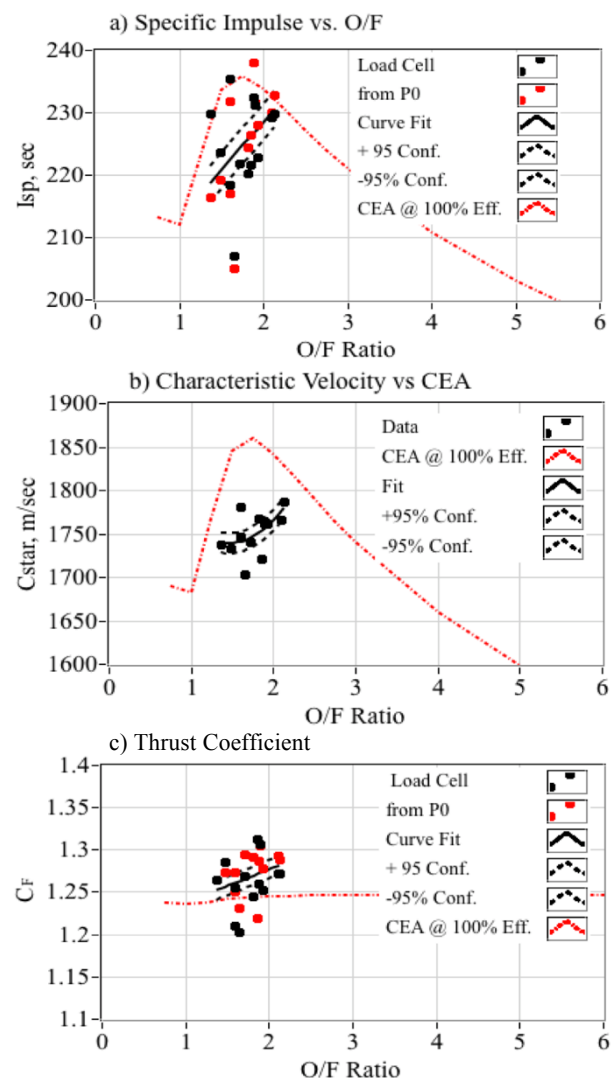 a) Specific Impulse vs. O/F
240
230
220
210
200
Isp, sec
Load Cell
from P0
Curve Fit
+ 95 Conf.
-95% Conf.
CEA @ 100% Eff.
0 1 2 3 4 5 6
O/F Ratio
b) Characteristic Velocity vs CEA
1900
1850
1800
1750
1700
1650
1600
Cstar, m/sec
Data
CEA @ 100% Eff.
Fit
+95% Conf.
-95% Conf.
0 1 2 3 4 5 6
O/F Ratio
c) Thrust Coefficient
1.4
1.35
1.3
1.25
1.2
1.15
1.1
CF
Load Cell
from P0
Curve Fit
+ 95 Conf.
-95% Conf.
CEA @ 100% Eff.
0 1 2 3 4 5 6
O/F Ratio